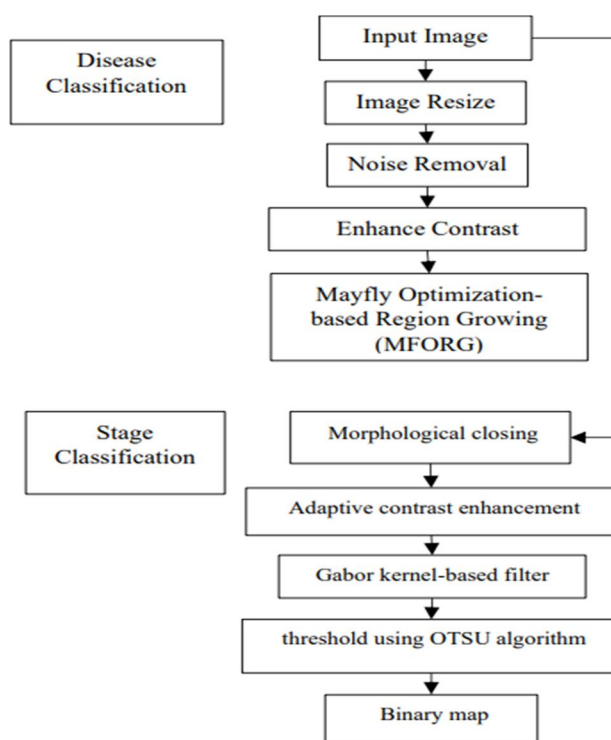 Input Image
Disease
Classification
Image Resize
Noise Removal
Enhance Contrast
Mayfly Optimization-
based Region Growing
(MFORG)
Stage
Classification
Morphological closing
Adaptive contrast enhancement
Gabor kernel-based filter
threshold using OTSU algorithm
Binary map